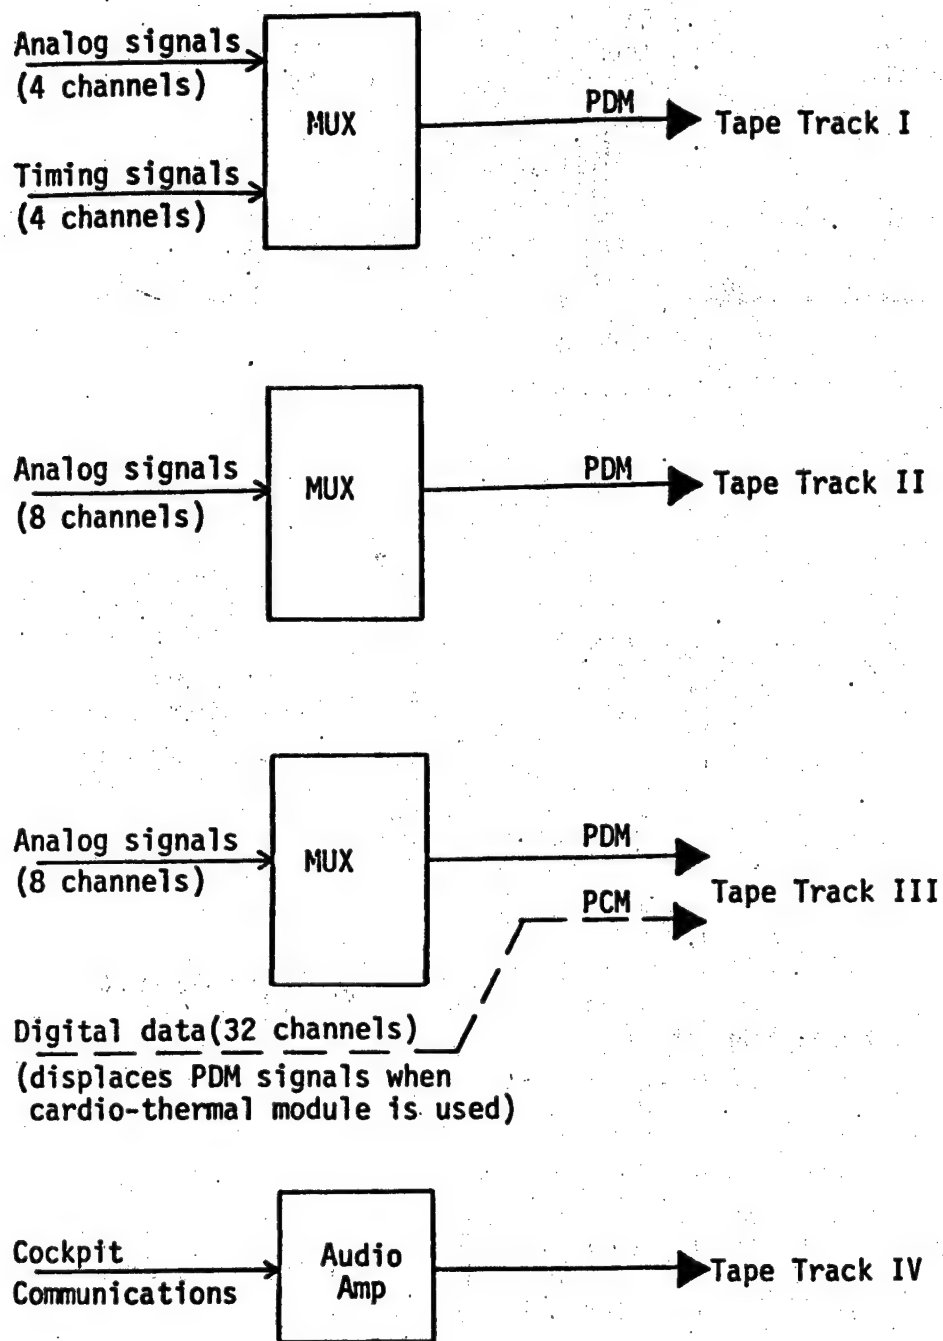 Analog signals
(4 channels)
MUX
PDM
Tape Track I
Timing signals
(4 channels)
Analog signals
(8 channels)
MUX
PDM
Tape Track II
Analog signals
(8 channels)
MUX
PDM
PCM
Tape Track III
Digital data(32 channels)
(displaces PDM signals when
cardio-thermal module is used)
Cockpit
Communications
Audio
Amp
Tape Track IV